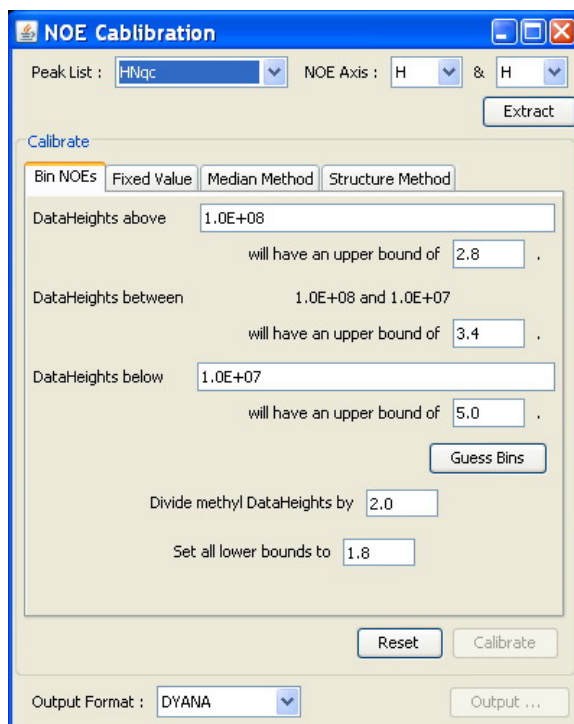 NOE Cablibration
Peak List : HNqc NOE Axis : H & H
Extract
Calibrate
Bin NOEs Fixed Value Median Method Structure Method
DataHeights above 1.0E+08
will have an upper bound of 2.8 .
DataHeights between 1.0E+08 and 1.0E+07
will have an upper bound of 3.4 .
DataHeights below 1.0E+07
will have an upper bound of 5.0 .
Guess Bins
Divide methyl DataHeights by 2.0
Set all lower bounds to 1.8
Reset Calibrate
Output Format : DYANA Output ...